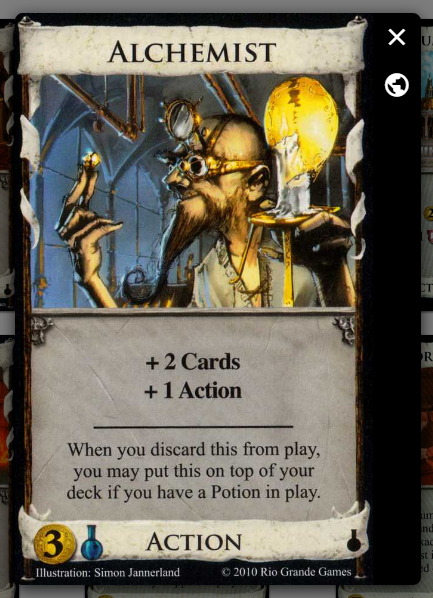 ALCHEMIST
+2 Cards
+1 Action
When you discard this from play,
you may put this on top of your
deck if you have a Potion in play.
3
ACTION
Illustration: Simon Jannerland
© 2010 Rio Grande Games